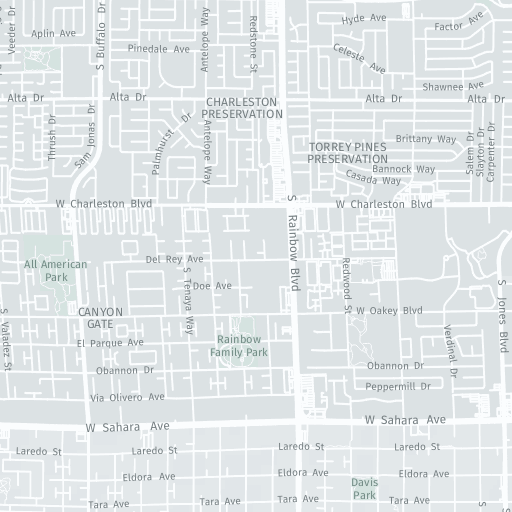 Veeder Dr
Aplin Ave
S Buffalo Dr
Antelope Way
Redstone St
Hyde Ave
Factor Ave
Pinedale Ave
Celeste Ave
Shawnee Ave
Alta Dr
Alta Dr
Alta Dr
Alta Dr
CHARLESTON
PRESERVATION
Thrush Dr
Sam Jonas Dr
Palmhurst Dr
Antelope Way
Brittany Way
TORREY PINES
PRESERVATION
Salem Dr
Slayton Dr
Carpenter Dr
Bannock Way
Casada Way
W Charleston Blvd
W Charleston Blvd
S Rainbow Blvd
All American
Park
Del Rey Ave
S Tenaya Way
Doe Ave
Redwood St
S Jones Blvd
S Valadez St
CANYON
GATE
W Oakey Blvd
El Parque Ave
Rainbow
Family Park
Verdinal Dr
Obannon Dr
Obannon Dr
Peppermill Dr
Via Olivero Ave
W Sahara Ave
W Sahara Ave
Laredo St
Laredo St
Laredo St
Laredo St
Eldora Ave
Eldora Ave
Eldora Ave
Davis
Park
Tara Ave
Tara Ave
Tara Ave
Tara Ave
S
S